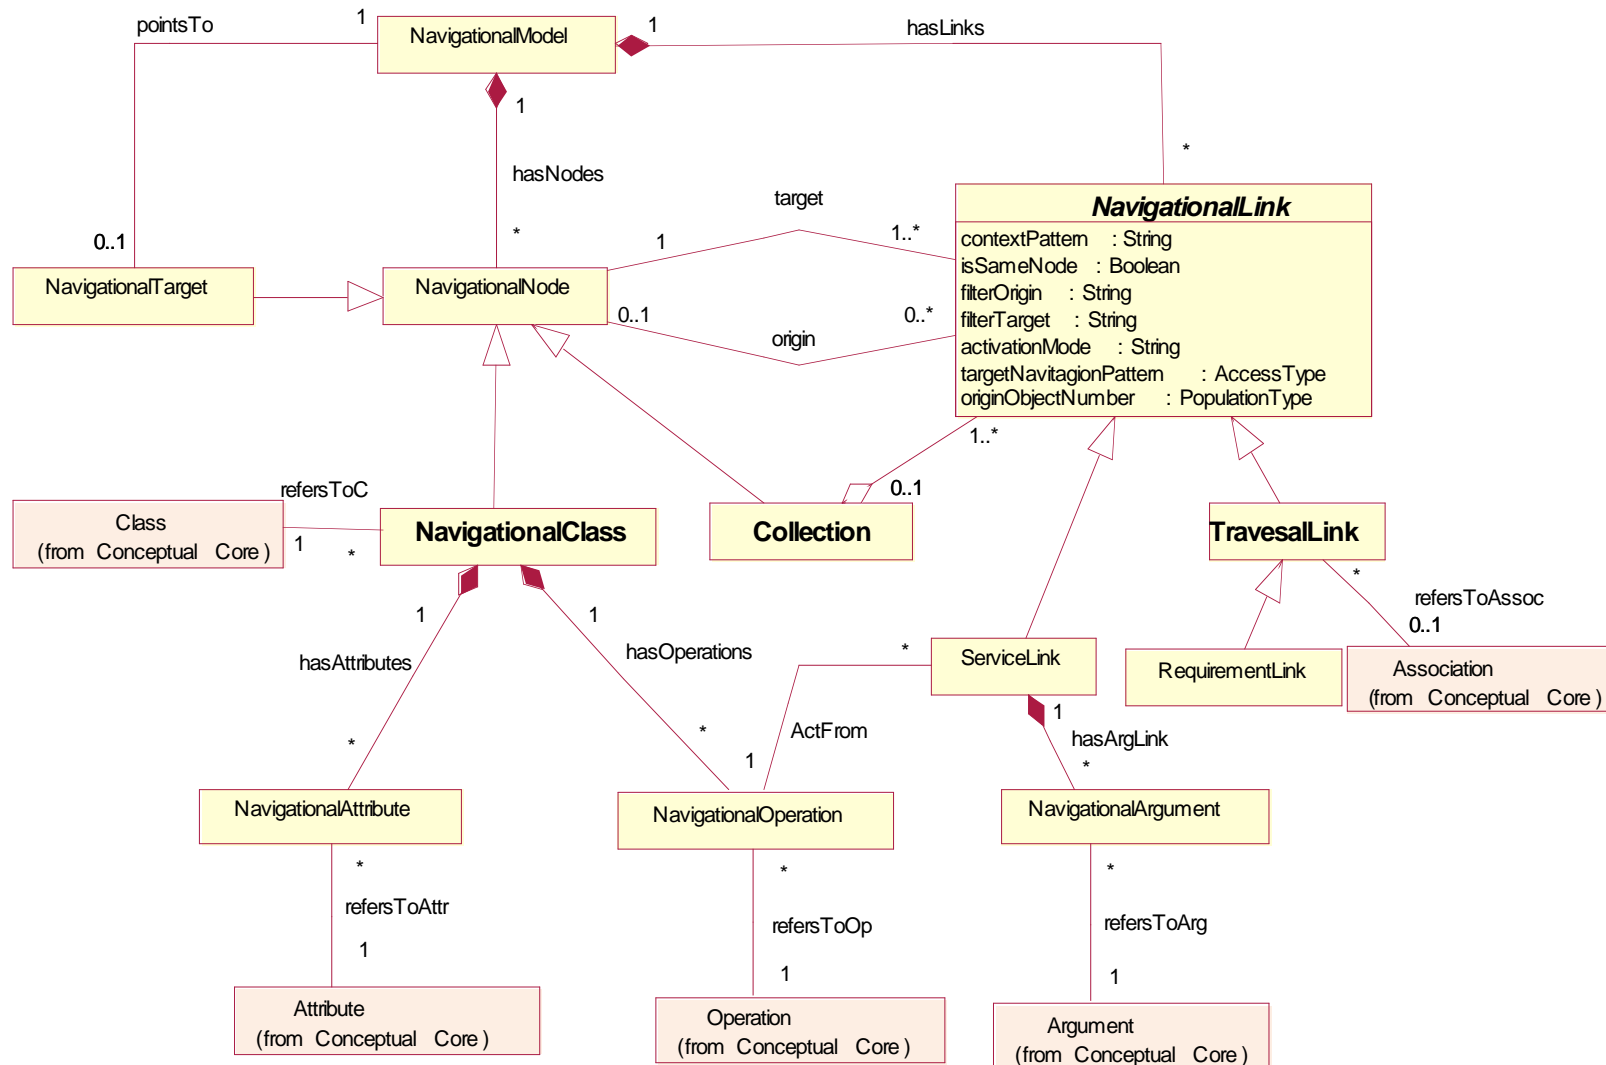 pointsTo
1
NavigationalModel
1
hasLinks
1
hasNodes
*
*
0..1
target
1
1..*
NavigationalLink
contextPattern : String
isSameNode : Boolean
filterOrigin : String
filterTarget : String
activationMode : String
targetNavitagionPattern : AccessType
originObjectNumber : PopulationType
NavigationalTarget
NavigationalNode
0..1
0..*
origin
1..*
0..1
refersToC
Class
(from Conceptual Core)
1
*
NavigationalClass
Collection
TravesalLink
*
refersToAssoc
0..1
1
1
hasAttributes
hasOperations
*
ServiceLink
RequirementLink
Association
(from Conceptual Core)
*
*
ActFrom
1
1
hasArgLink
*
NavigationalAttribute
NavigationalOperation
NavigationalArgument
*
refersToAttr
1
*
refersToOp
1
*
refersToArg
1
Attribute
(from Conceptual Core)
Operation
(from Conceptual Core)
Argument
(from Conceptual Core)